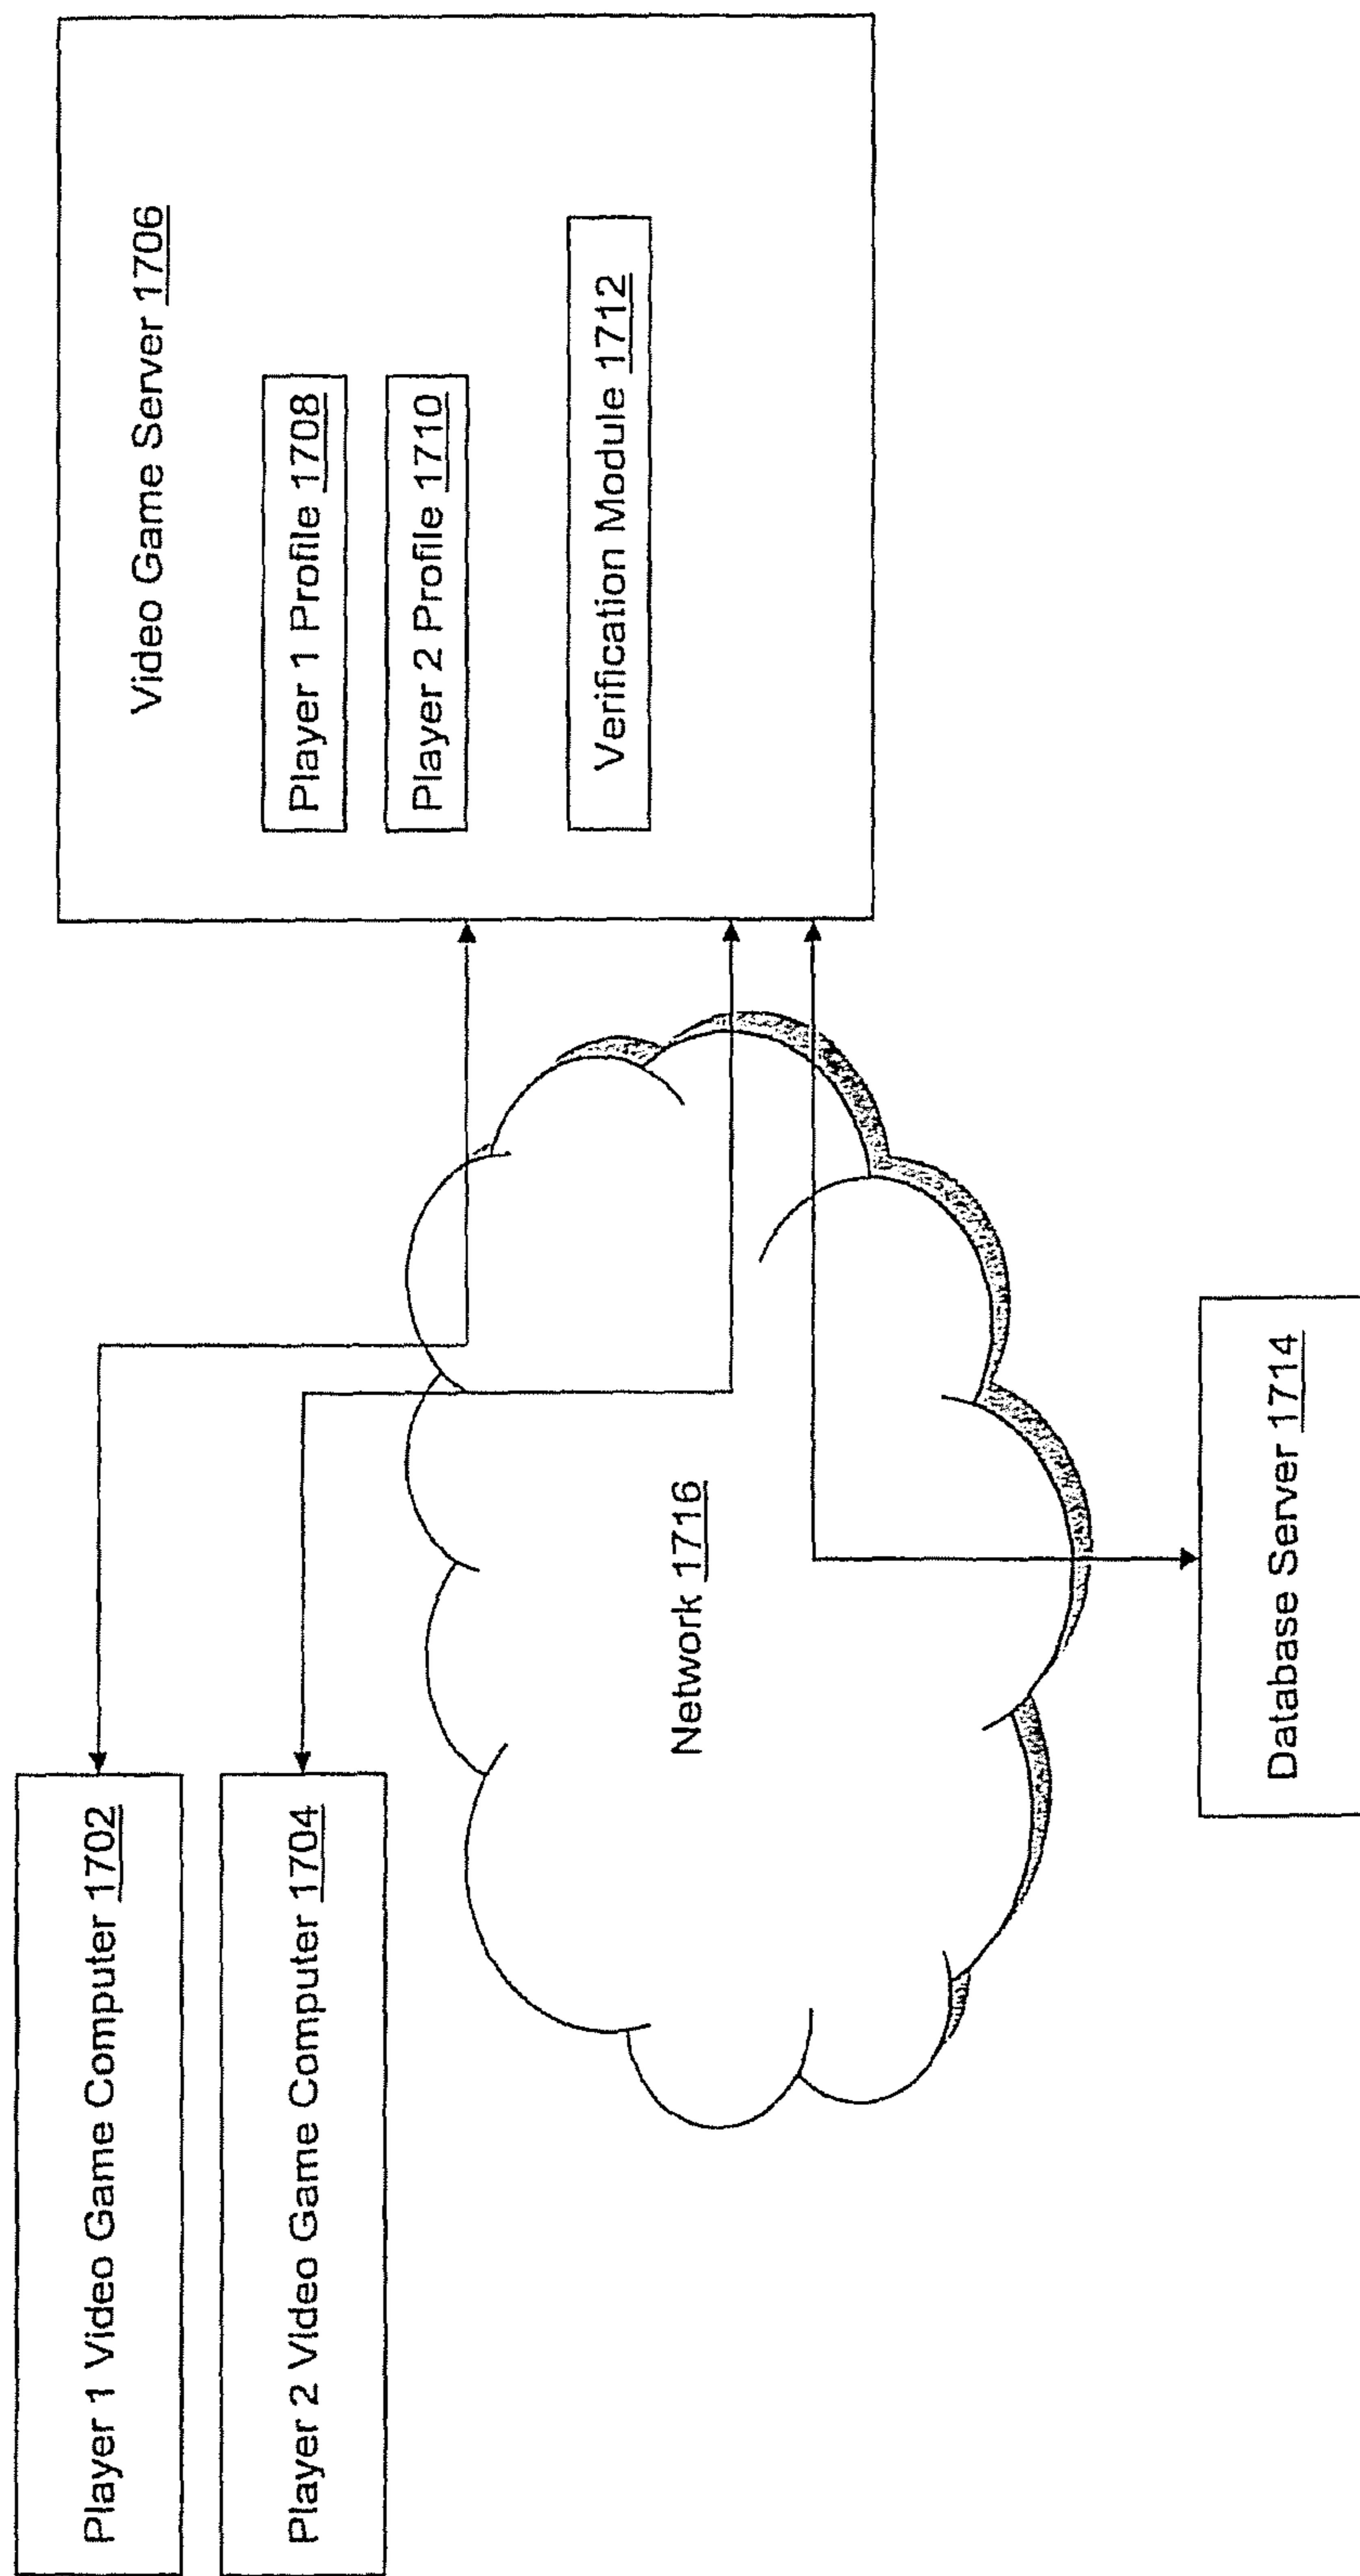 Player 1 Video Game Computer 1702
Player 2 Video Game Computer 1704
Video Game Server 1706
Player 1 Profile 1708
Player 2 Profile 1710
Verification Module 1712
Network 1716
Database Server 1714